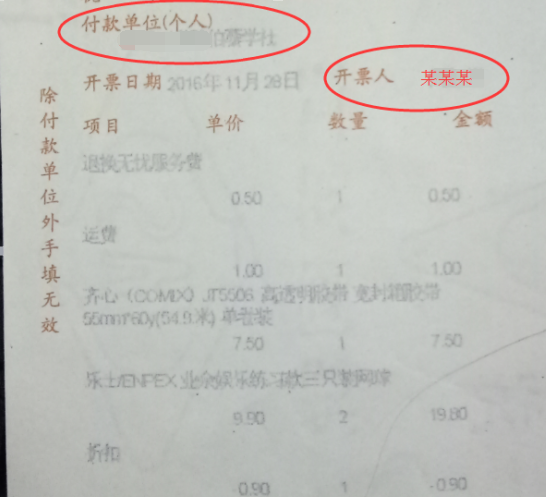 付款单位(个人)
开票日期 2016年11月28日 开票人 某某某
项目 单价 数量 金额
退换无忧服务费
0.50 1 0.50
运费
1.00 1 1.00
齐心（COMIX）JT5506 高透明胶带 宽封箱胶带
55mm*60y(54.9米) 单卷装
7.50 1 7.50
乐士/ENPEX 业余娱乐练习款三只装网球
9.90 2 19.80
折扣
-0.90 1 -0.90
除付款单位外手填无效